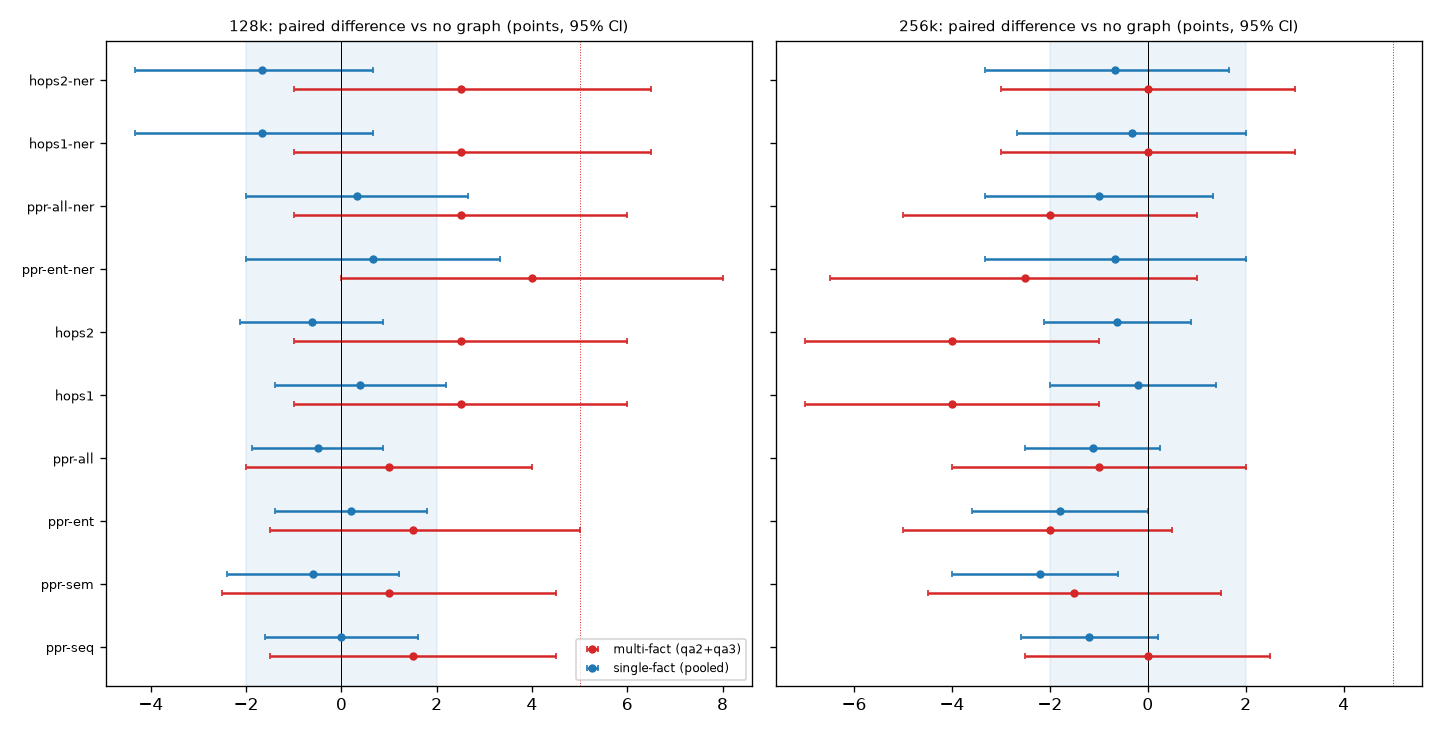 128k: paired difference vs no graph (points, 95% CI)
256k: paired difference vs no graph (points, 95% CI)
hops2-ner
hops1-ner
ppr-all-ner
ppr-ent-ner
hops2
hops1
ppr-all
ppr-ent
ppr-sem
ppr-seq
multi-fact (qa2+qa3)
single-fact (pooled)
−4 −2 0 2 4 6 8
−6 −4 −2 0 2 4